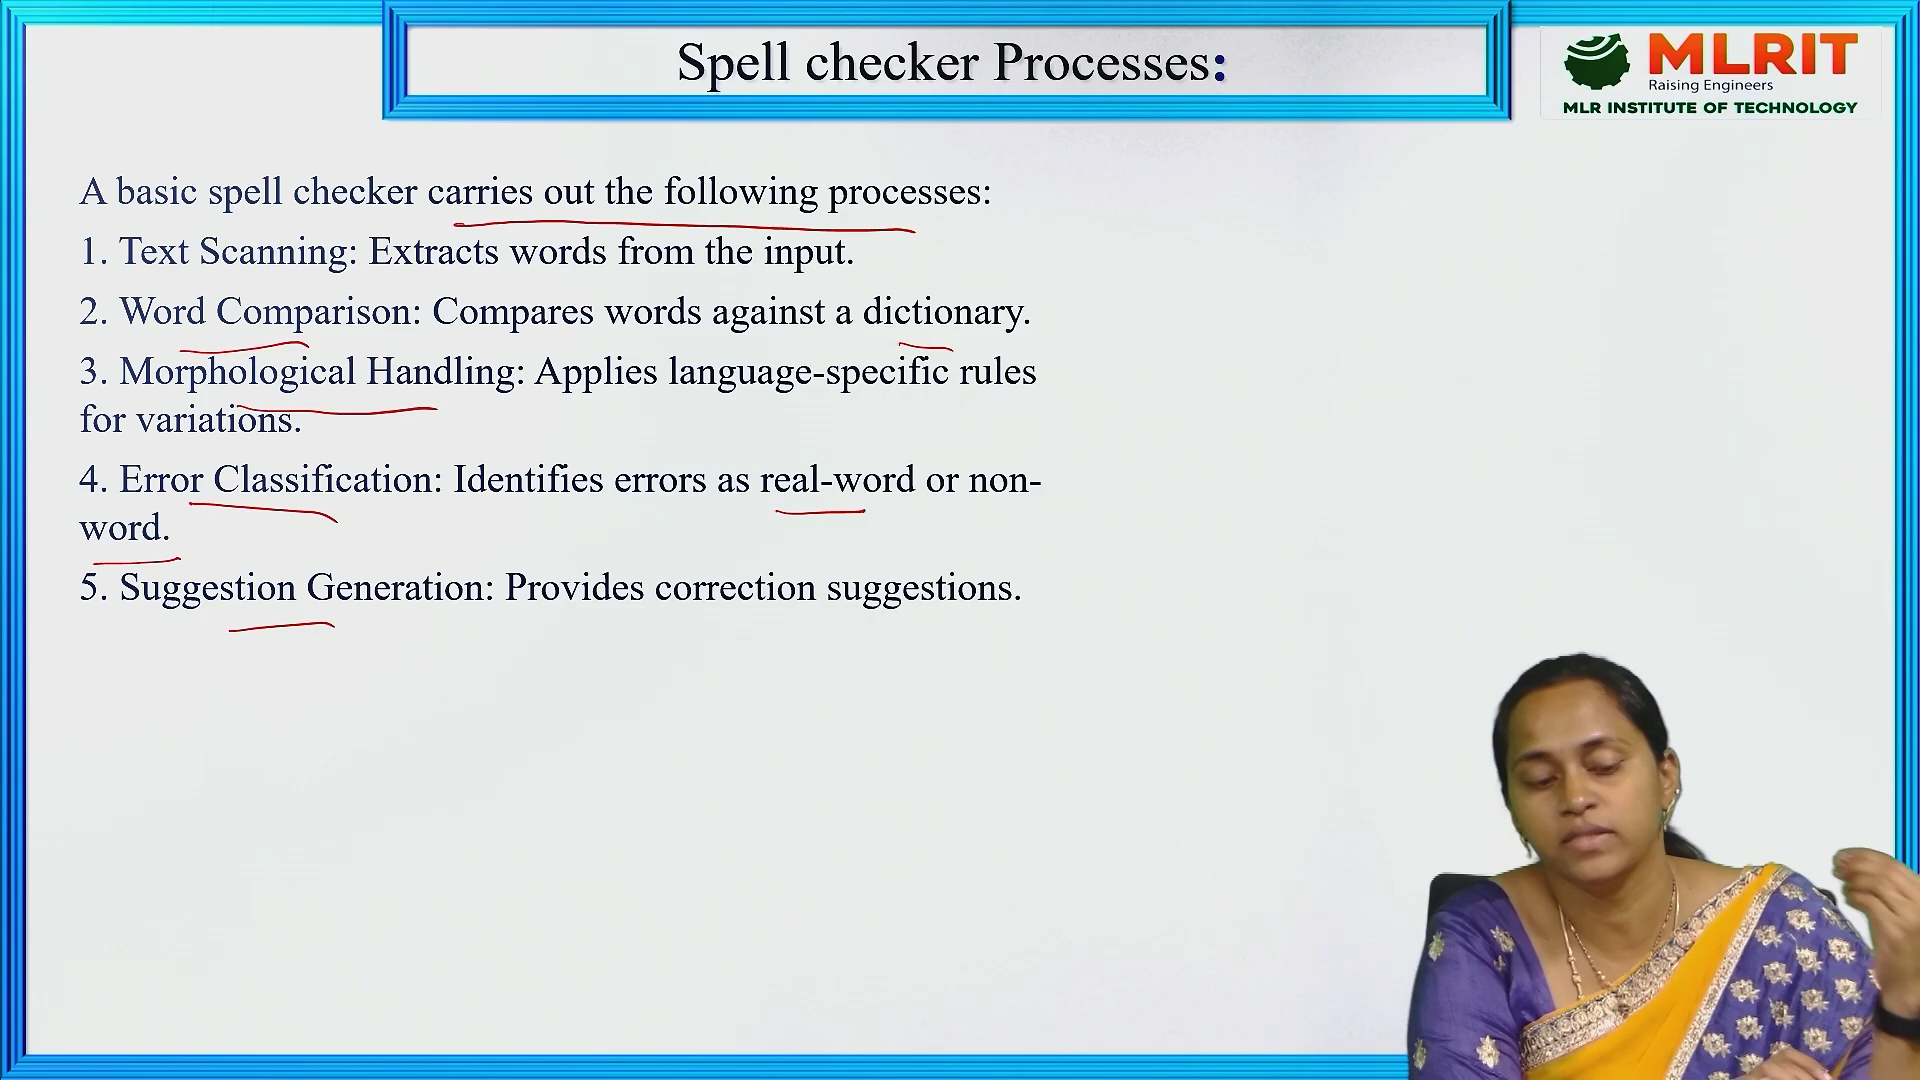 Spell checker Processes:
MLRIT
Raising Engineers
MLR INSTITUTE OF TECHNOLOGY
A basic spell checker carries out the following processes:
1. Text Scanning: Extracts words from the input.
2. Word Comparison: Compares words against a dictionary.
3. Morphological Handling: Applies language-specific rules
for variations.
4. Error Classification: Identifies errors as real-word or non-
word.
5. Suggestion Generation: Provides correction suggestions.